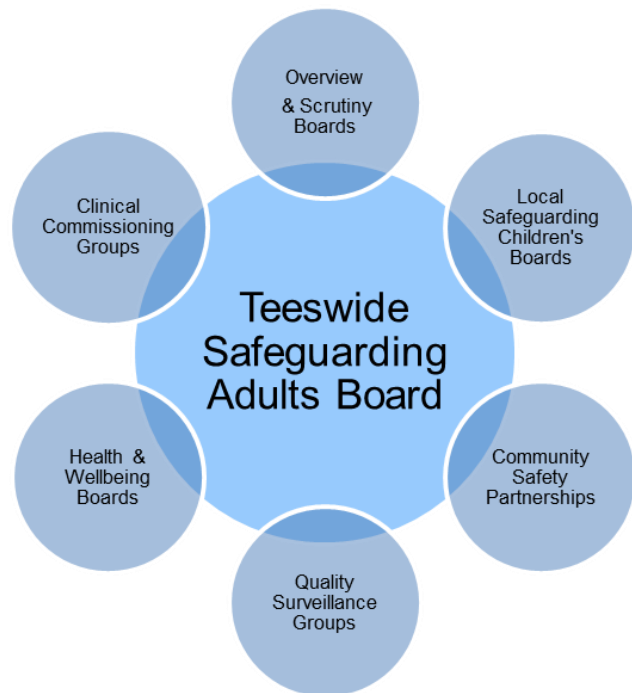 Overview
& Scrutiny
Boards
Clinical
Commissioning
Groups
Local
Safeguarding
Children's
Boards
Teeswide
Safeguarding
Adults Board
Health &
Wellbeing
Boards
Community
Safety
Partnerships
Quality
Surveillance
Groups